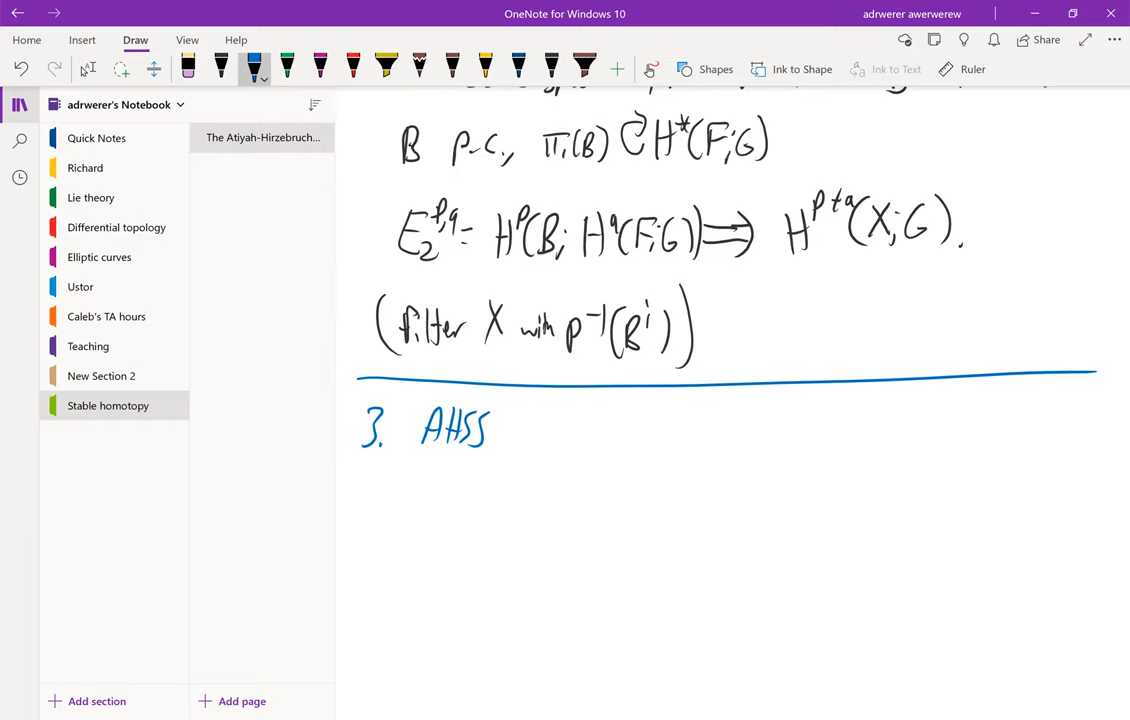 OneNote for Windows 10
adrwerer awerwerew
Home Insert Draw View Help
Share
Shapes Ink to Shape Ink to Text Ruler
adrwerer's Notebook
The Atiyah-Hirzebruch...
Quick Notes
Richard
Lie theory
Differential topology
Elliptic curves
Ustor
Caleb's TA hours
Teaching
New Section 2
Stable homotopy
Add section
Add page
B p.c., π₁(B) ↻ H*(F;G)
E₂^{p,q} = H^p(B; H^q(F;G)) ⟹ H^{p+q}(X;G).
(filter X with p⁻¹(Bⁱ))
3. AHSS